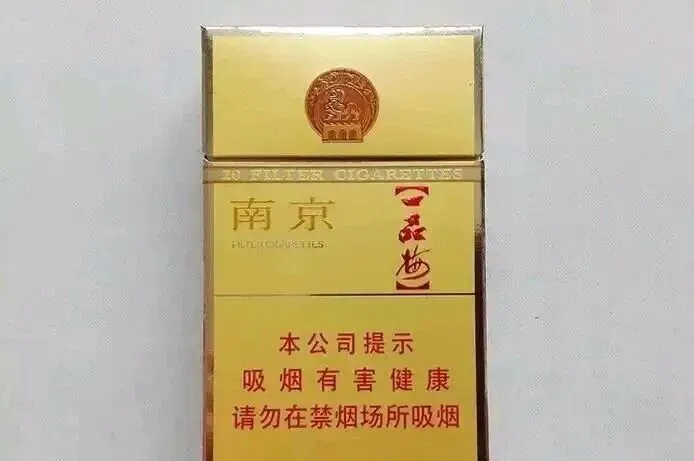 20 FILTER CIGARETTES
南京
FILTER CIGARETTES
【一品梅】
本公司提示
吸烟有害健康
请勿在禁烟场所吸烟